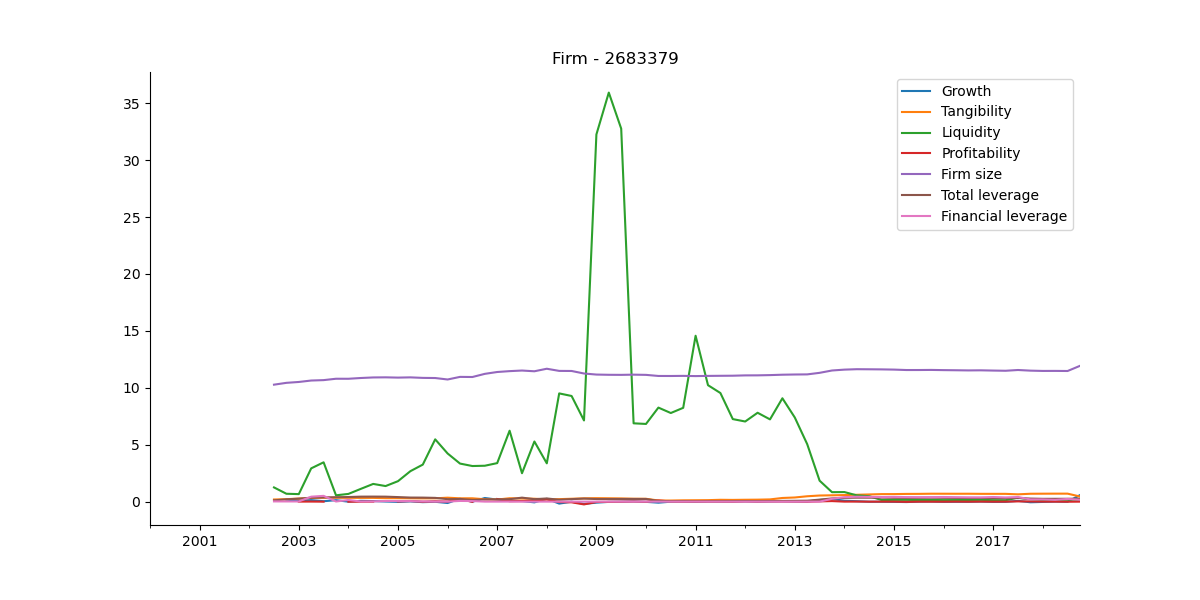 Firm - 2683379
Growth
Tangibility
Liquidity
Profitability
Firm size
Total leverage
Financial leverage
35
30
25
20
15
10
5
0
2001 2003 2005 2007 2009 2011 2013 2015 2017